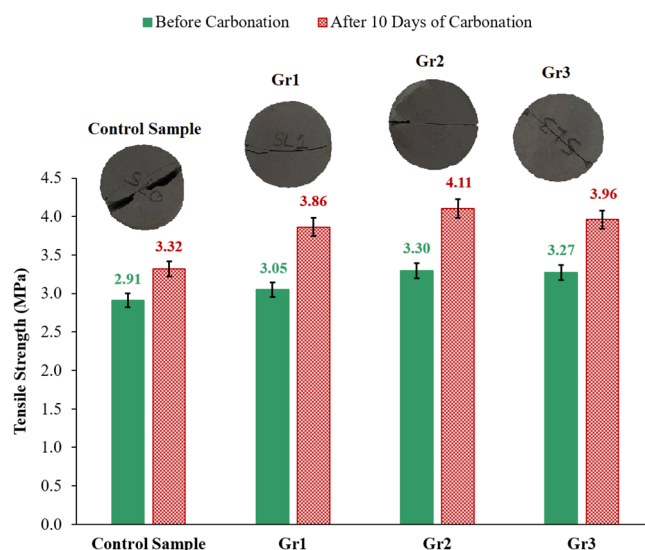 Before Carbonation After 10 Days of Carbonation
Gr2
Gr1
Gr3
Control Sample
SL1
4.5
4.11
3.96
4.0
3.86
3.5
3.32
3.30
3.27
3.05
2.91
3.0
2.5
2.0
1.5
1.0
0.5
0.0
Tensile Strength (MPa)
Control Sample Gr1 Gr2 Gr3